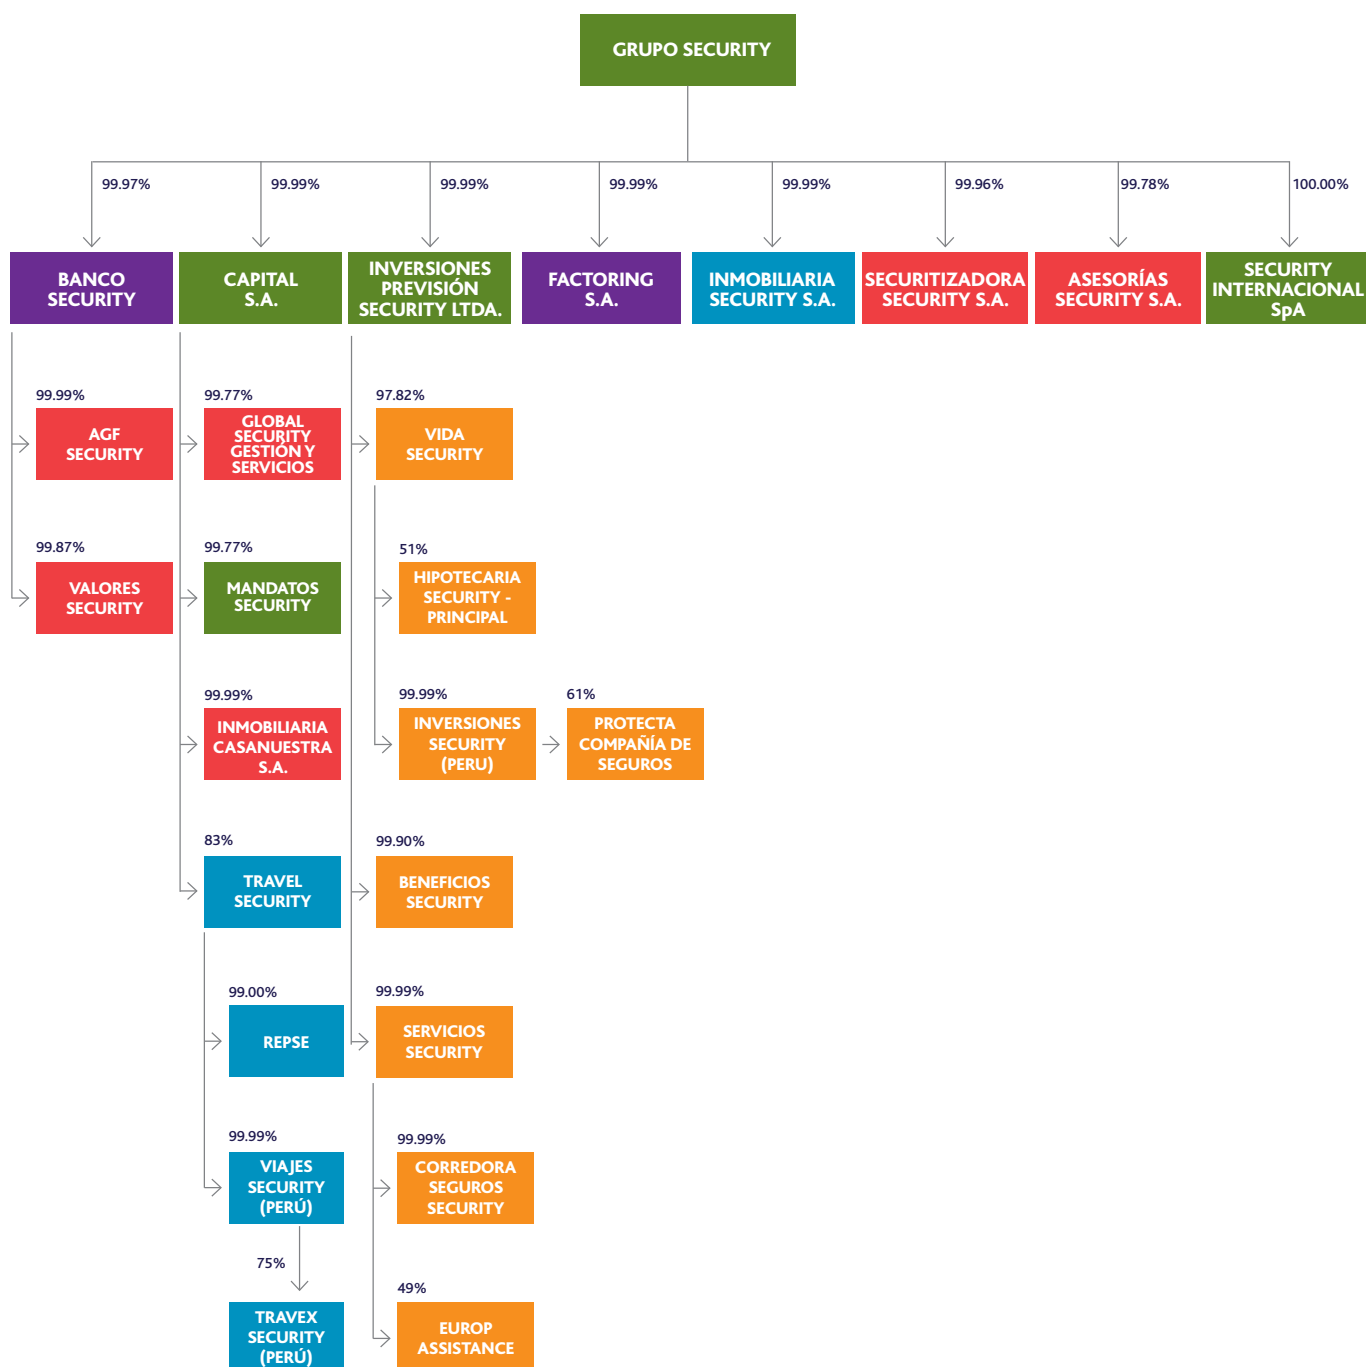 GRUPO SECURITY
99.97%
99.99%
99.99%
99.99%
99.99%
99.96%
99.78%
100.00%
BANCO
SECURITY
CAPITAL
S.A.
INVERSIONES
PREVISIÓN
SECURITY LTDA.
FACTORING
S.A.
INMOBILIARIA
SECURITY S.A.
SECURITIZADORA
SECURITY S.A.
ASESORÍAS
SECURITY S.A.
SECURITY
INTERNACIONAL
SpA
99.99%
AGF
SECURITY
99.77%
GLOBAL
SECURITY
GESTIÓN Y
SERVICIOS
97.82%
VIDA
SECURITY
99.87%
VALORES
SECURITY
99.77%
MANDATOS
SECURITY
51%
HIPOTECARIA
SECURITY -
PRINCIPAL
99.99%
INMOBILIARIA
CASANUESTRA
S.A.
99.99%
INVERSIONES
SECURITY
(PERU)
61%
PROTECTA
COMPAÑÍA DE
SEGUROS
83%
TRAVEL
SECURITY
99.90%
BENEFICIOS
SECURITY
99.00%
REPSE
99.99%
SERVICIOS
SECURITY
99.99%
VIAJES
SECURITY
(PERÚ)
99.99%
CORREDORA
SEGUROS
SECURITY
75%
TRAVEX
SECURITY
(PERÚ)
49%
EUROP
ASSISTANCE